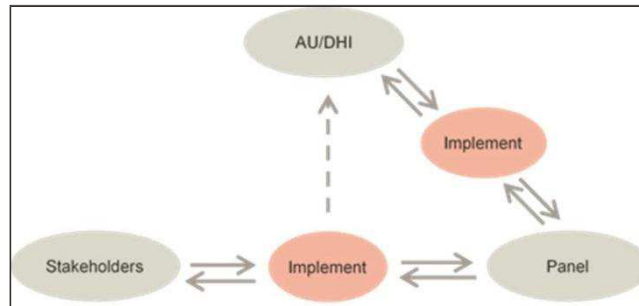 AU/DHI
Implement
Stakeholders
Implement
Panel